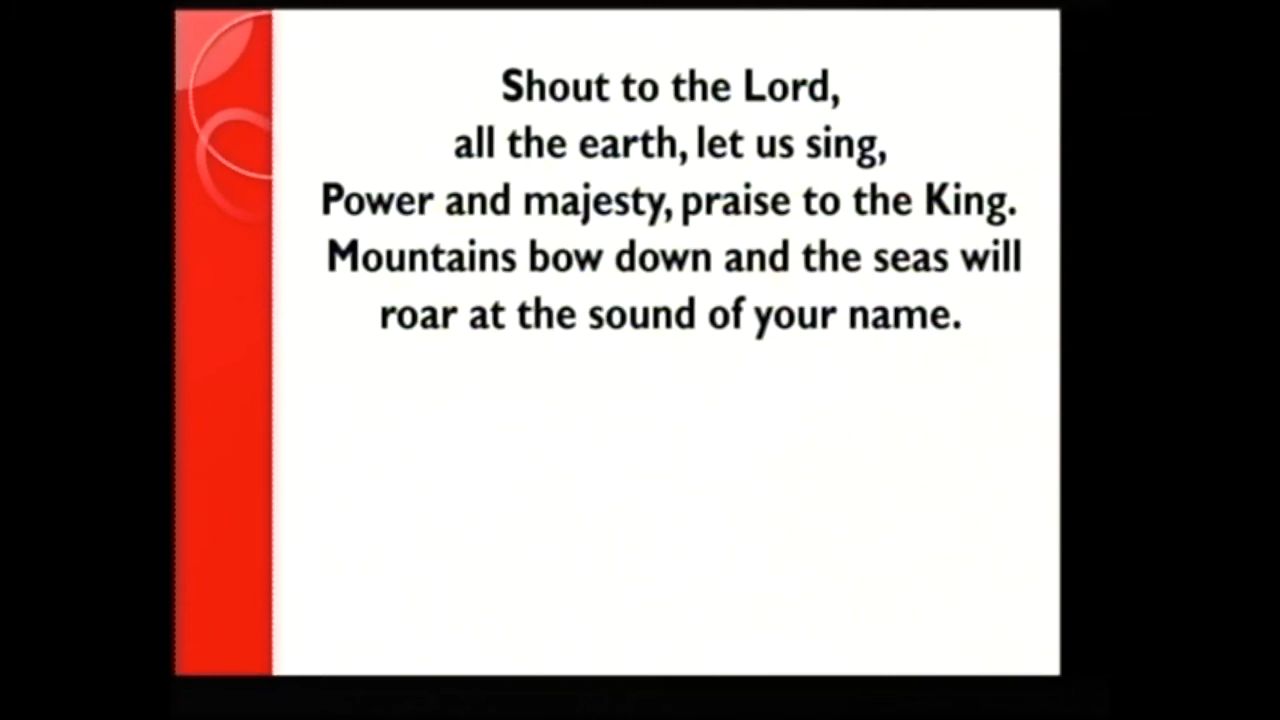 Shout to the Lord,
all the earth, let us sing,
Power and majesty, praise to the King.
Mountains bow down and the seas will
roar at the sound of your name.